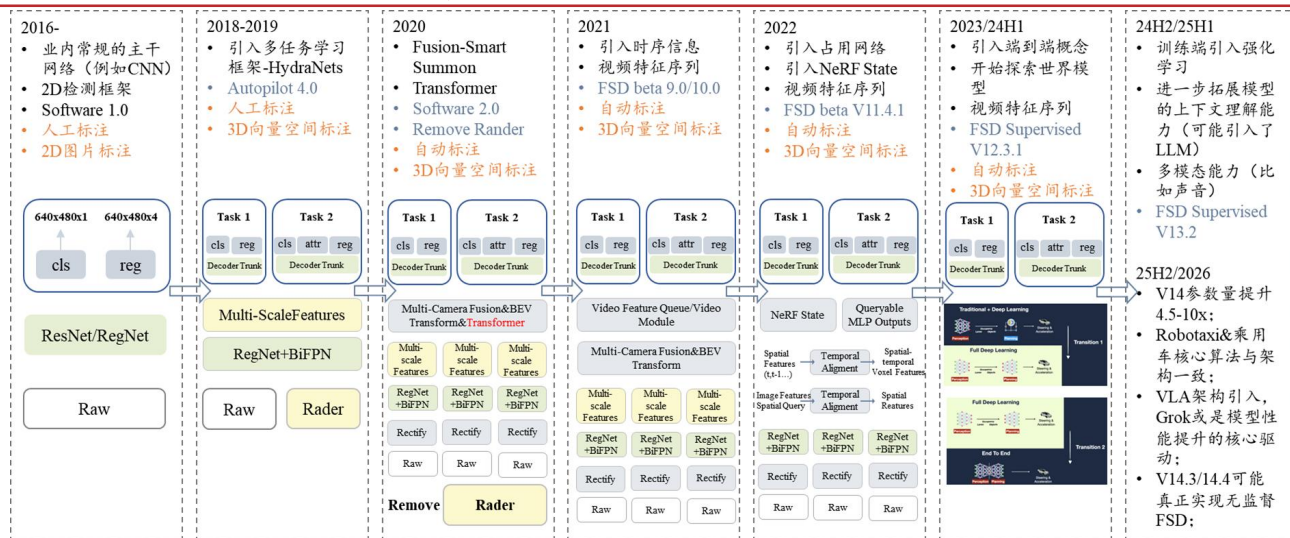 2016-
• 业内常规的主干
网络（例如CNN）
• 2D检测框架
• Software 1.0
• 人工标注
• 2D图片标注
640x480x1 640x480x4
cls reg
ResNet/RegNet
Raw
2018-2019
• 引入多任务学习
框架-HydraNets
• Autopilot 4.0
• 人工标注
• 3D向量空间标注
Task 1 Task 2
cls reg cls attr reg
Decoder Trunk Decoder Trunk
Multi-ScaleFeatures
RegNet+BiFPN
Raw Rader
2020
• Fusion-Smart
Summon
• Transformer
• Software 2.0
• Remove Rander
• 自动标注
• 3D向量空间标注
Task 1 Task 2
cls reg cls attr reg
Decoder Trunk Decoder Trunk
Multi-Camera Fusion&BEV
Transform&Transformer
Multi- Multi- Multi-
scale scale scale
Features Features Features
RegNet RegNet RegNet
+BiFPN +BiFPN +BiFPN
Rectify Rectify Rectify
Raw Raw Raw
Remove Rader
2021
• 引入时序信息
• 视频特征序列
• FSD beta 9.0/10.0
• 自动标注
• 3D向量空间标注
Task 1 Task 2
cls reg cls attr reg
Decoder Trunk Decoder Trunk
Video Feature Queue/Video
Module
Multi-Camera Fusion&BEV
Transform
Multi- Multi- Multi-
scale scale scale
Features Features Features
RegNet RegNet RegNet
+BiFPN +BiFPN +BiFPN
Rectify Rectify Rectify
Raw Raw Raw
2022
• 引入占用网络
• 引入NeRF State
• 视频特征序列
• FSD beta V11.4.1
• 自动标注
• 3D向量空间标注
Task 1 Task 2
cls reg cls attr reg
Decoder Trunk Decoder Trunk
NeRF State Queryable
MLP Outputs
Spatial
Features
(t,t-1…)
Temporal
Aligment
Spatial-
temporal
Voxel Features
Image Features
Spatial Query
Temporal
Aligment
Spatial
Reatures
RegNet RegNet RegNet
+BiFPN +BiFPN +BiFPN
Rectify Rectify Rectify
Raw Raw Raw
2023/24H1
• 引入端到端概念
• 开始探索世界模
型
• 视频特征序列
• FSD Supervised
V12.3.1
• 自动标注
• 3D向量空间标注
Task 1 Task 2
cls reg cls attr reg
Decoder Trunk Decoder Trunk
Traditional + Deep Learning
Perception Planning Steering &
Acceleration
Transition 1
Full Deep Learning
Perception Planning Steering &
Acceleration
Full Deep Learning
Perception Planning Steering &
Acceleration
Transition 2
End To End
Perception Planning Steering &
Acceleration
24H2/25H1
• 训练端引入强化
学习
• 进一步拓展模型
的上下文理解能
力（可能引入了
LLM）
• 多模态能力（比
如声音）
• FSD Supervised
V13.2
25H2/2026
• V14参数量提升
4.5-10x；
• Robotaxi&乘用
车核心算法与架
构一致；
• VLA架构引入，
Grok或是模型性
能提升的核心驱
动；
• V14.3/14.4可能
真正实现无监督
FSD；